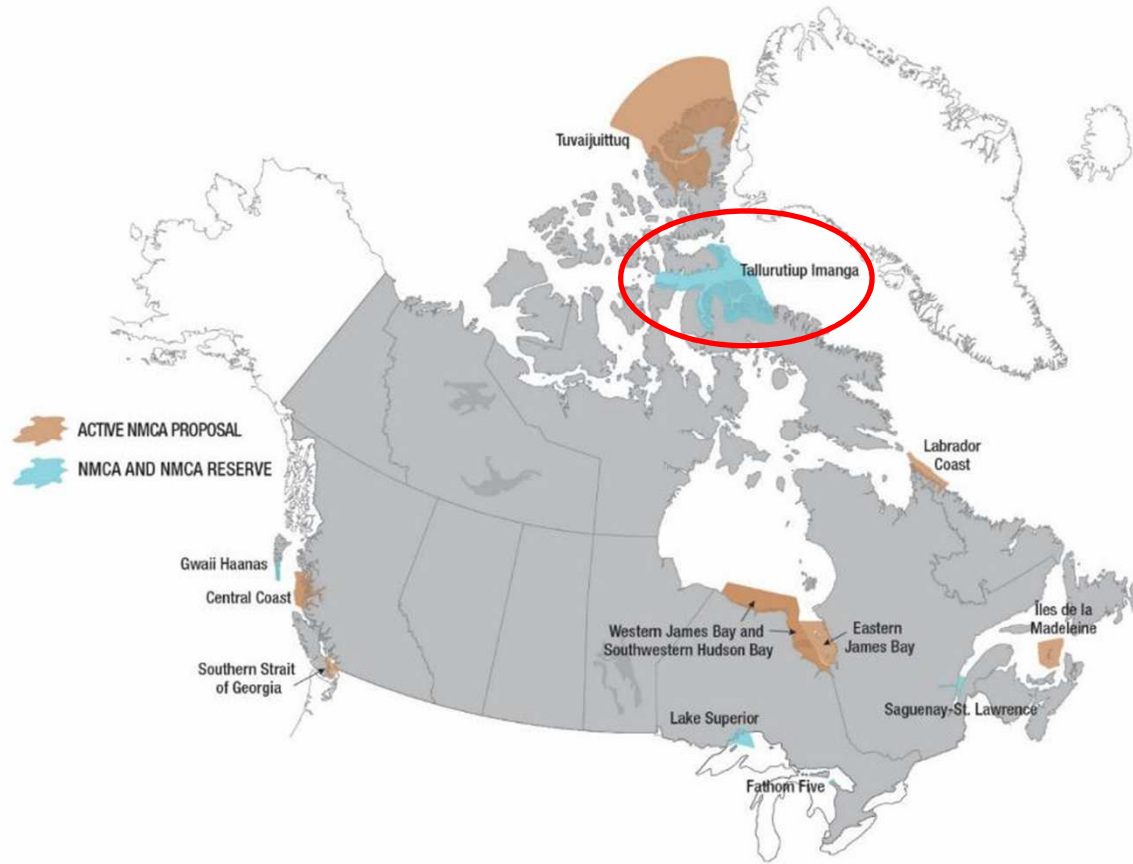 Tuvaijuittuq
Tallurutiup Imanga
ACTIVE NMCA PROPOSAL
NMCA AND NMCA RESERVE
Labrador
Coast
Gwaii Haanas
Central Coast
Southern Strait
of Georgia
Western James Bay and
Southwestern Hudson Bay
Eastern
James Bay
Îles de la
Madeleine
Saguenay-St. Lawrence
Lake Superior
Fathom Five